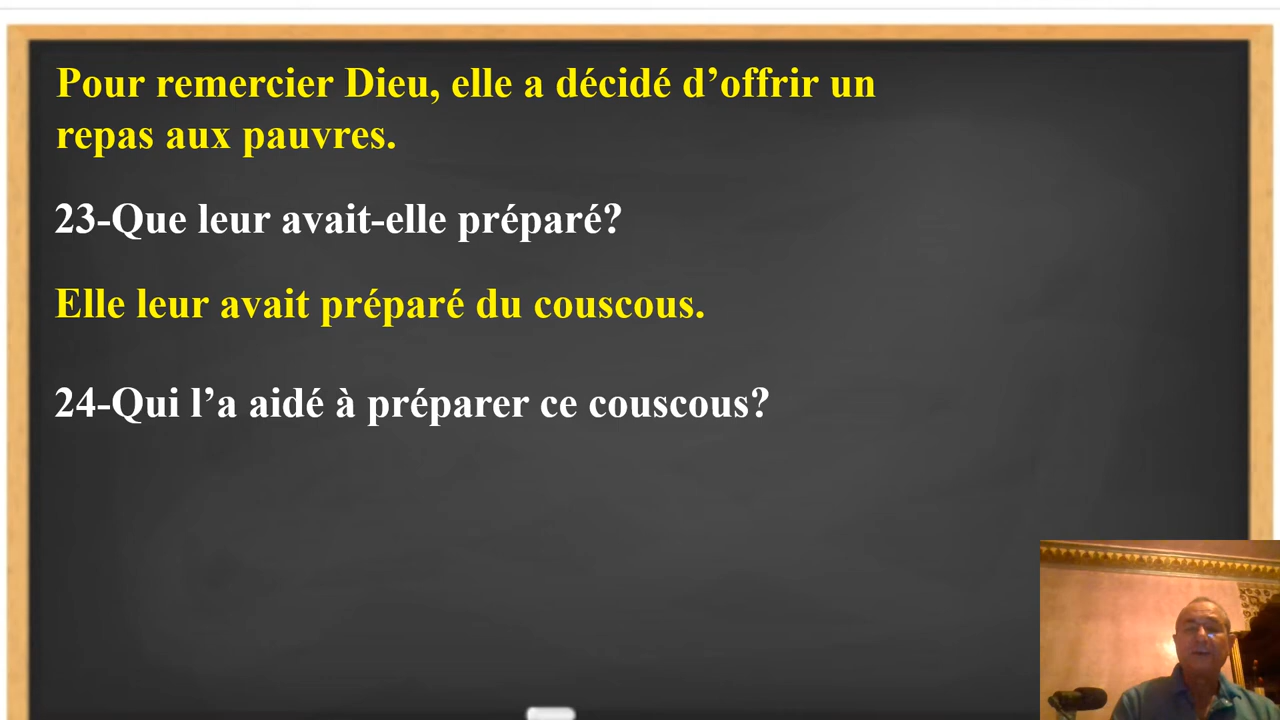 Pour remercier Dieu, elle a décidé d’offrir un
repas aux pauvres.
23-Que leur avait-elle préparé?
Elle leur avait préparé du couscous.
24-Qui l’a aidé à préparer ce couscous?